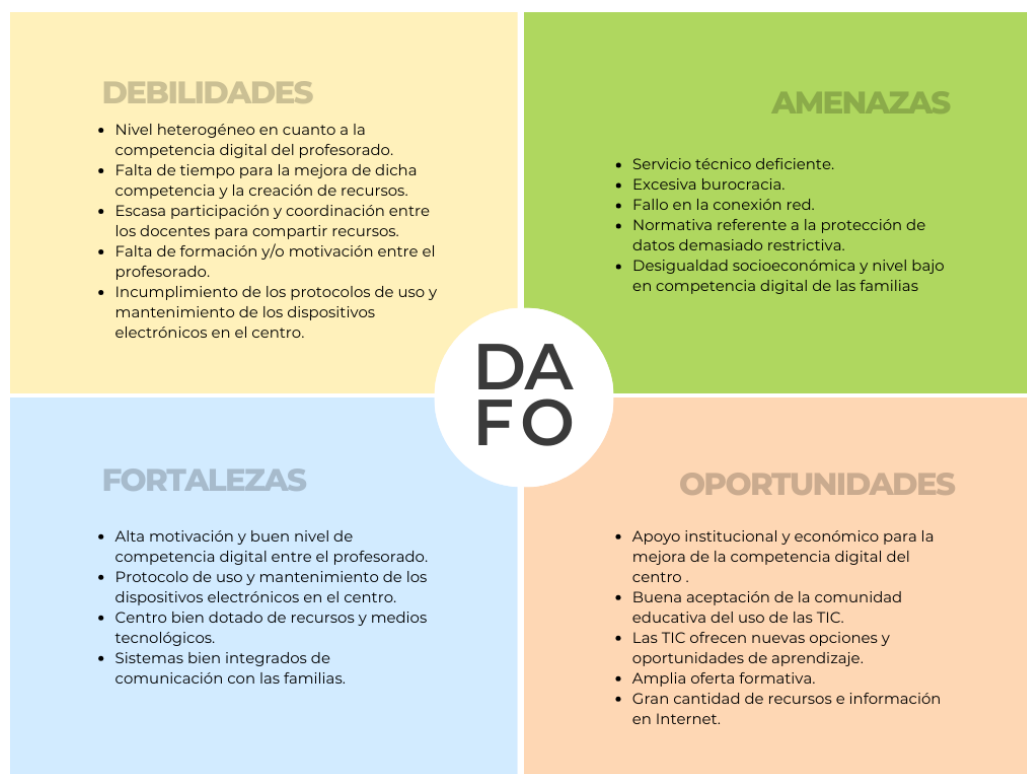 DEBILIDADES
• Nivel heterogéneo en cuanto a la
competencia digital del profesorado.
• Falta de tiempo para la mejora de dicha
competencia y la creación de recursos.
• Escasa participación y coordinación entre
los docentes para compartir recursos.
• Falta de formación y/o motivación entre el
profesorado.
• Incumplimiento de los protocolos de uso y
mantenimiento de los dispositivos
electrónicos en el centro.
AMENAZAS
• Servicio técnico deficiente.
• Excesiva burocracia.
• Fallo en la conexión red.
• Normativa referente a la protección de
datos demasiado restrictiva.
• Desigualdad socioeconómica y nivel bajo
en competencia digital de las familias
DA
FO
FORTALEZAS
• Alta motivación y buen nivel de
competencia digital entre el profesorado.
• Protocolo de uso y mantenimiento de los
dispositivos electrónicos en el centro.
• Centro bien dotado de recursos y medios
tecnológicos.
• Sistemas bien integrados de
comunicación con las familias.
OPORTUNIDADES
• Apoyo institucional y económico para la
mejora de la competencia digital del
centro .
• Buena aceptación de la comunidad
educativa del uso de las TIC.
• Las TIC ofrecen nuevas opciones y
oportunidades de aprendizaje.
• Amplia oferta formativa.
• Gran cantidad de recursos e información
en Internet.